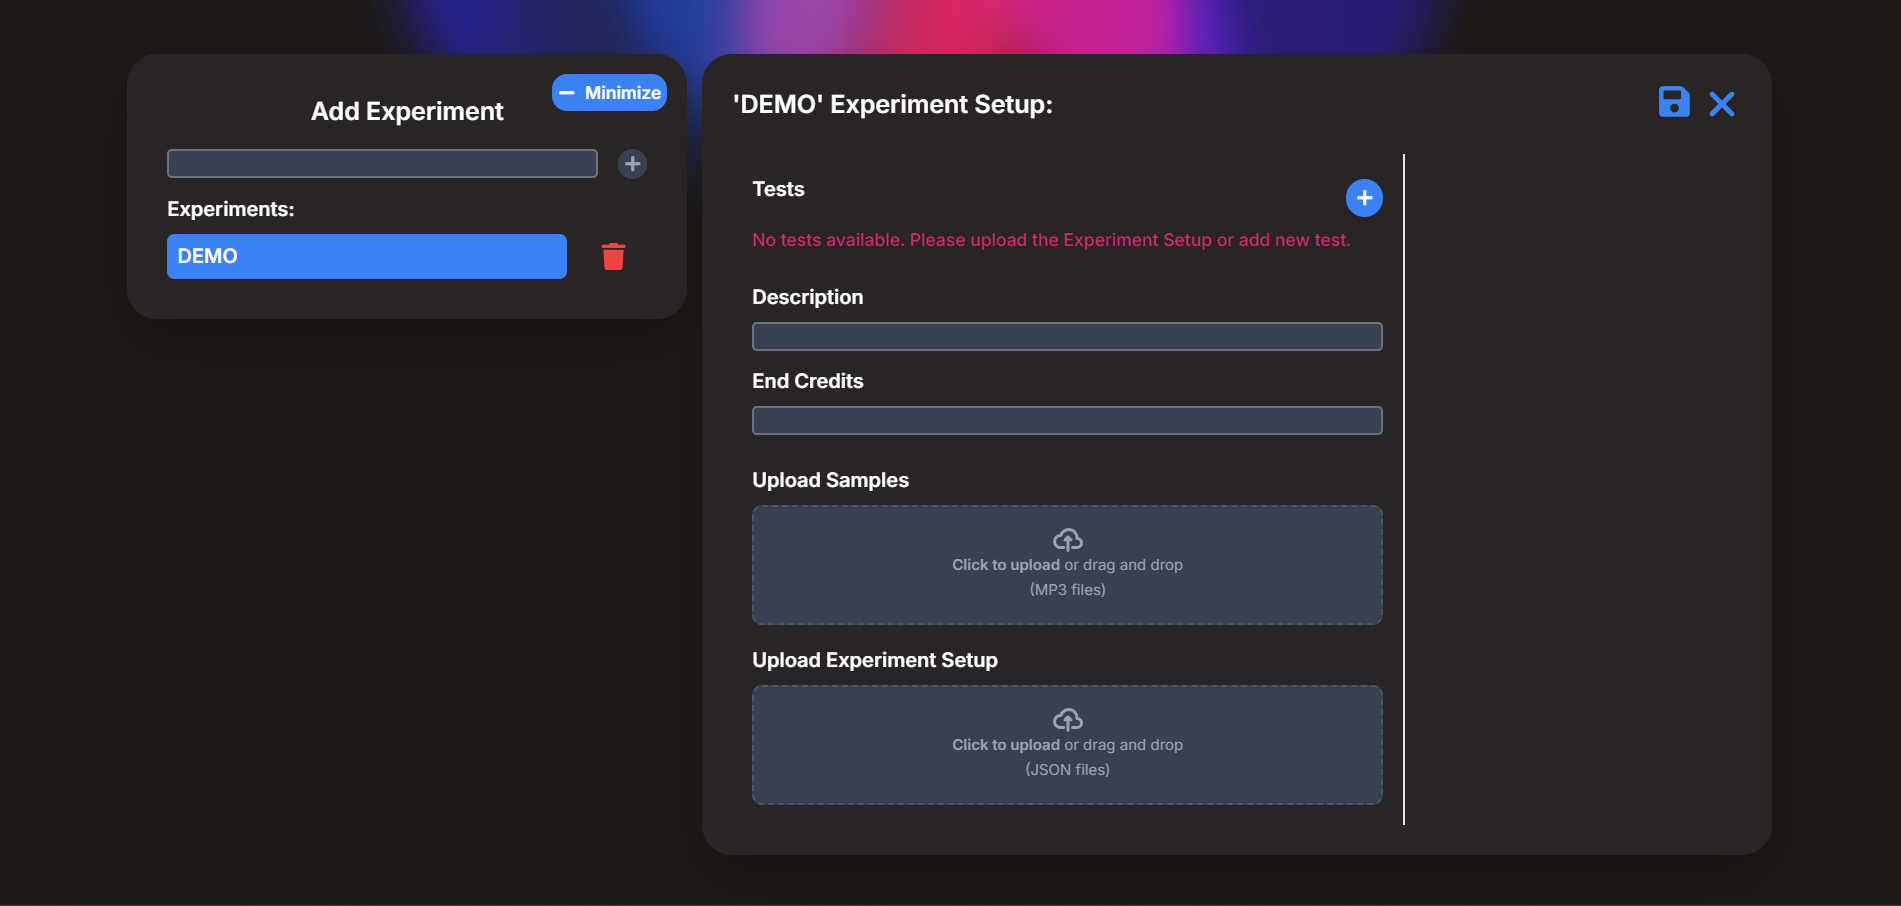 Add Experiment
Minimize
Experiments:
DEMO
'DEMO' Experiment Setup:
Tests
No tests available. Please upload the Experiment Setup or add new test.
Description
End Credits
Upload Samples
Click to upload or drag and drop
(MP3 files)
Upload Experiment Setup
Click to upload or drag and drop
(JSON files)